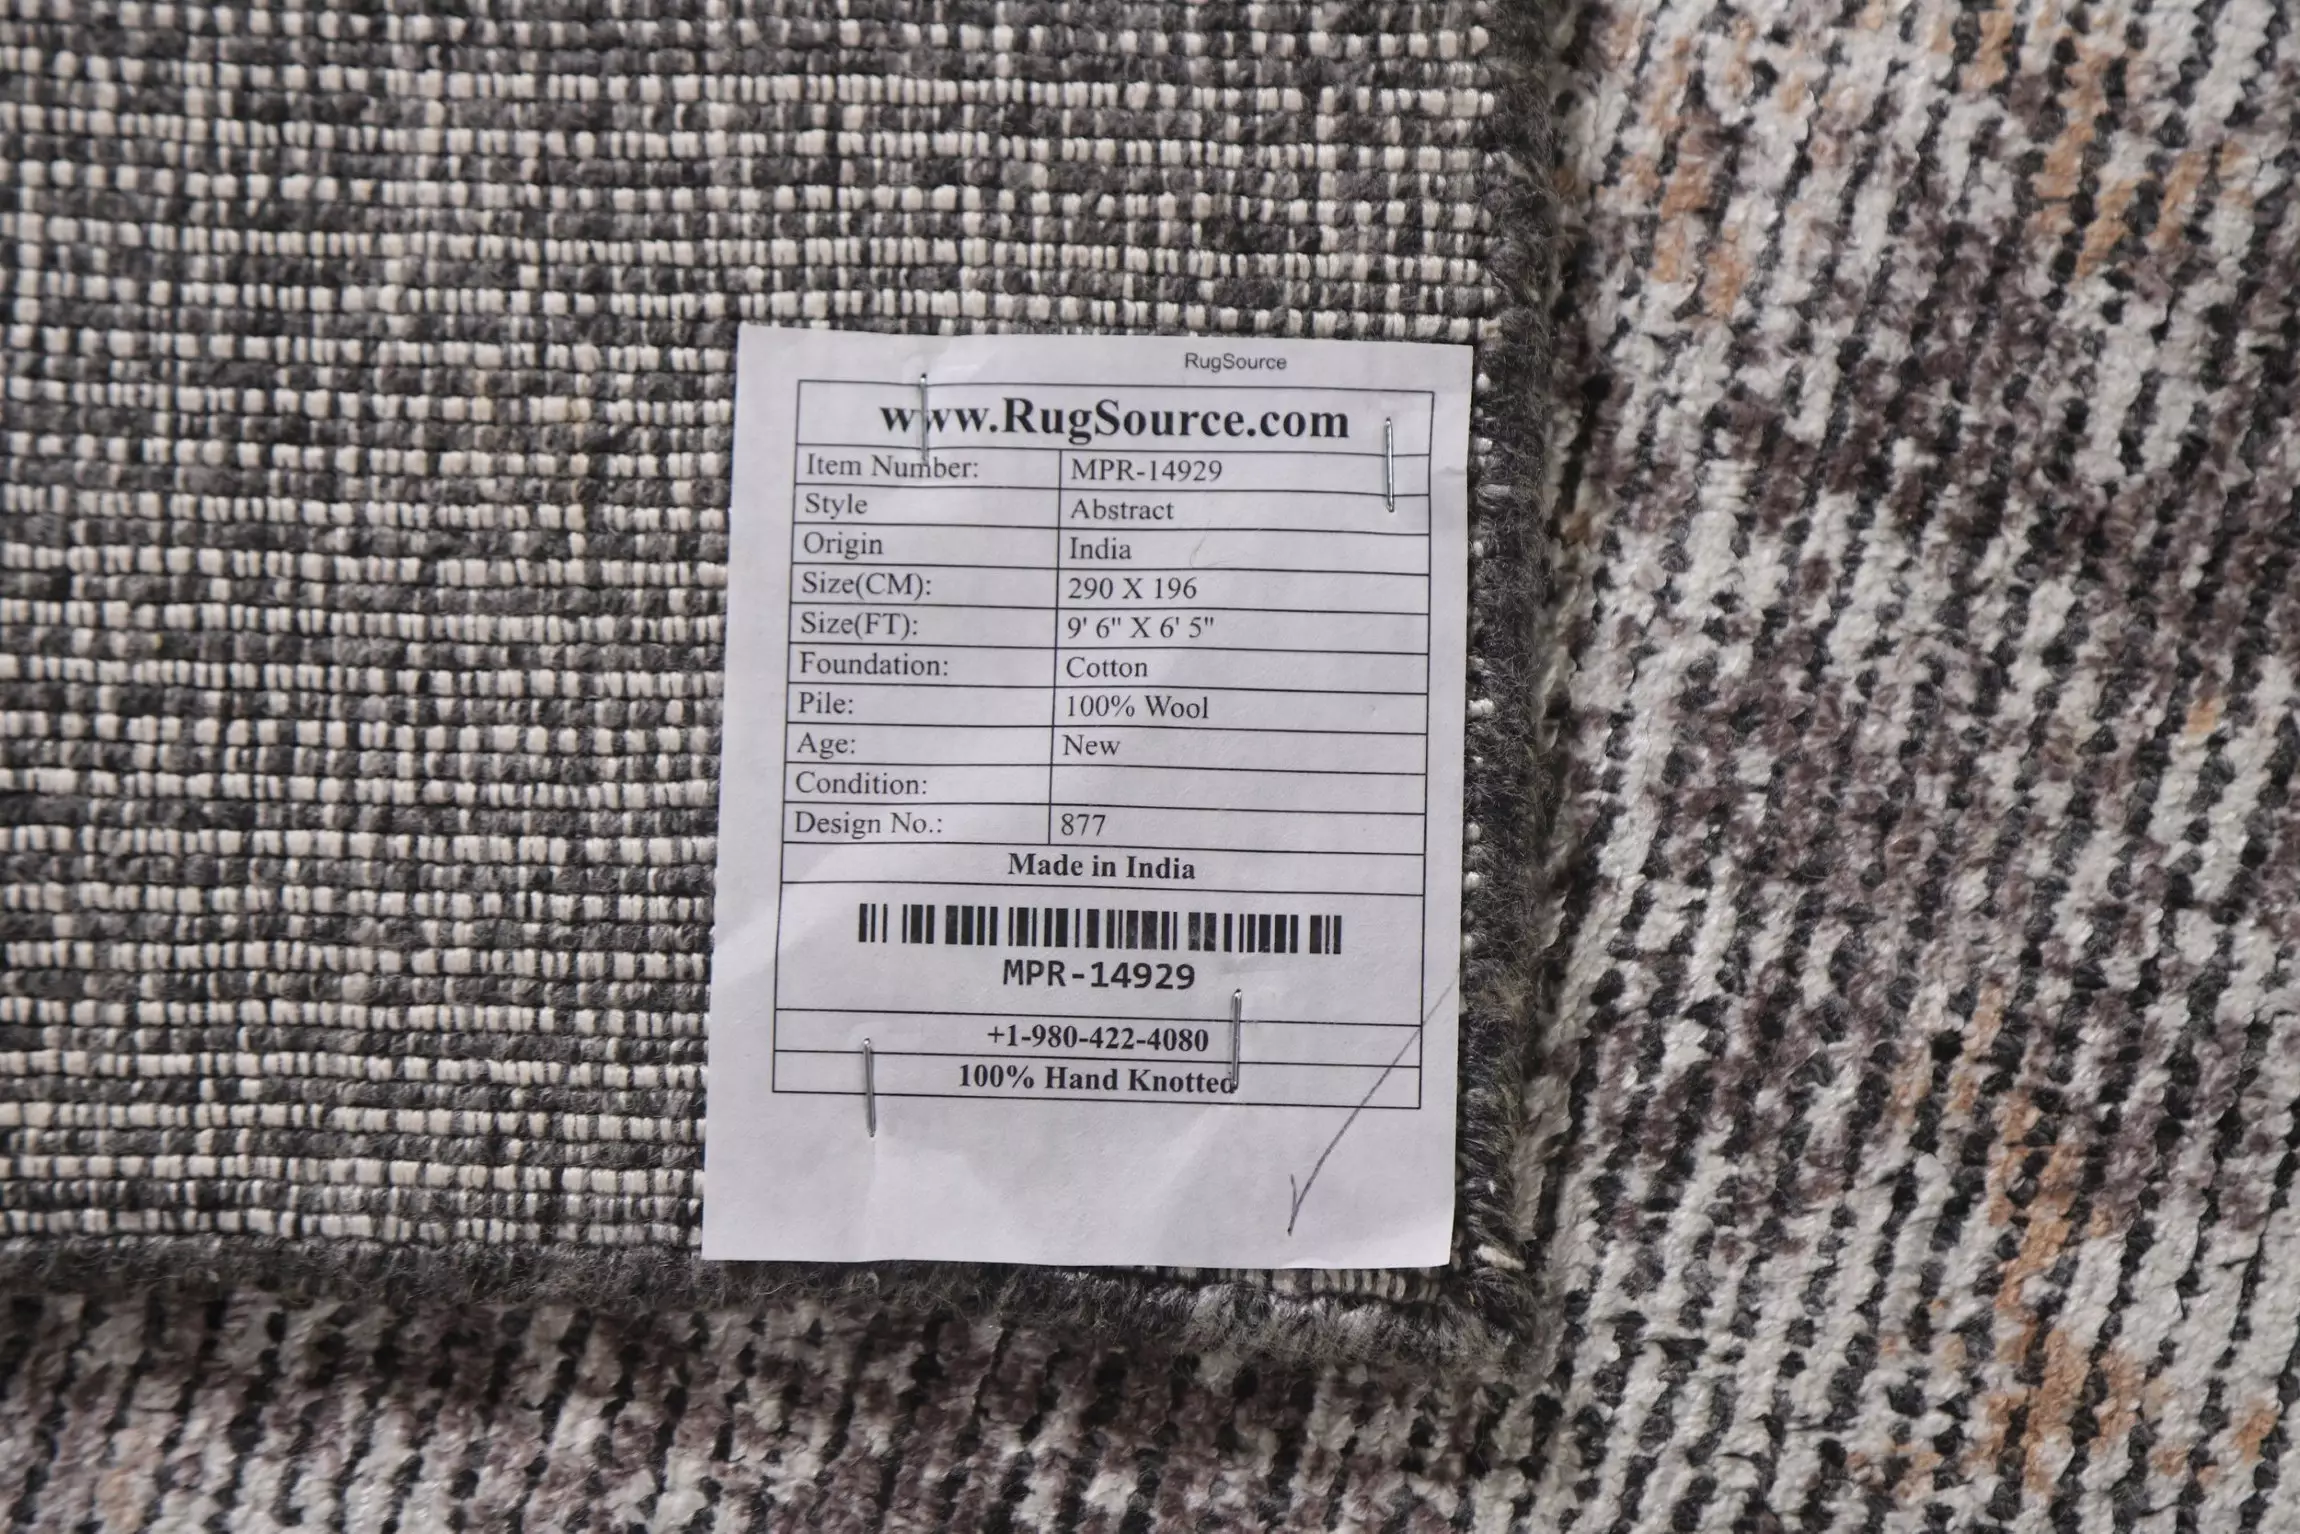 RugSource
www.RugSource.com
Item Number: MPR-14929
Style Abstract
Origin India
Size(CM): 290 X 196
Size(FT): 9' 6" X 6' 5"
Foundation: Cotton
Pile: 100% Wool
Age: New
Condition:
Design No.: 877
Made in India
MPR-14929
+1-980-422-4080
100% Hand Knotted